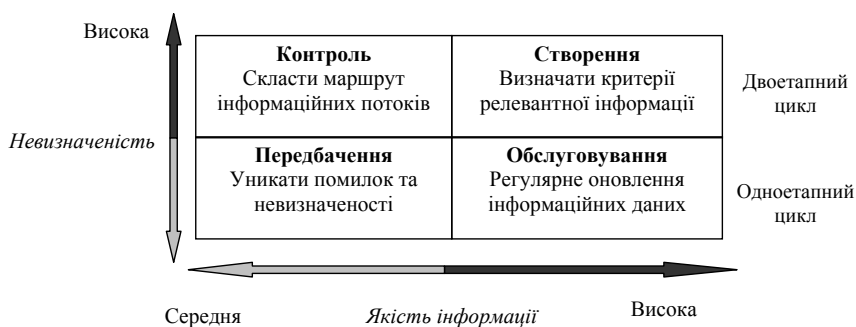 Висока
Контроль
Скласти маршрут
інформаційних потоків
Створення
Визначати критерії
релевантної інформації
Двоетапний
цикл
Невизначеність
Передбачення
Уникати помилок та
невизначеності
Обслуговування
Регулярне оновлення
інформаційних даних
Одноетапний
цикл
Середня
Якість інформації
Висока